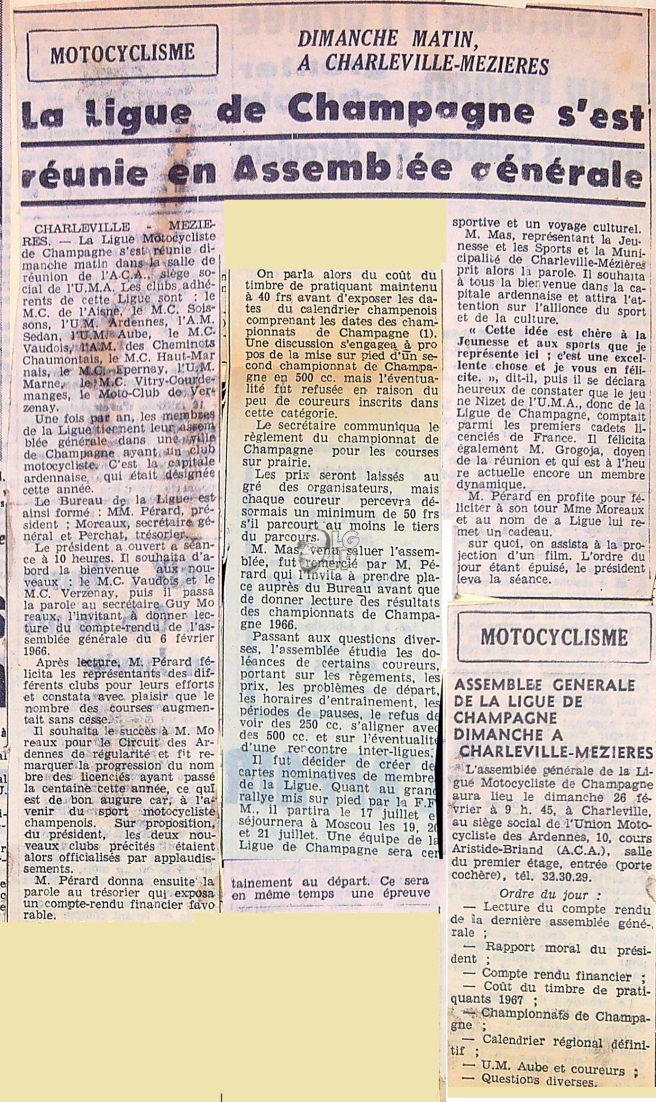 MOTOCYCLISME
DIMANCHE MATIN,
A CHARLEVILLE-MEZIERES
La Ligue de Champagne s'est
réunie en Assemblée générale
CHARLEVILLE - MEZIE-
RES. — La Ligue Motocycliste
de Champagne s'est réunie di-
manche matin dans la salle de
réunion de l'A.C.A., siège so-
cial de l'U.M.A. Les clubs adhé-
rents de cette Ligue sont : le
M.C. de l'Aisne, le M.C. Sois-
sons, l'U.M. Ardennes, l'A.M.
Sedan, l'U.M. Aube, le M.C.
Vaudois, l'A.M. des Cheminots
Chaumontais, le M.C. Haut-Mar
nais, le M.C. Epernay, l'U.M.
Marne, le M.C. Vitry-Courde-
manges, le Moto-Club de Ver
zenay.
Une fois par an, les membres
de la Ligue tiennent leur assem
blée générale dans une ville
de Champagne ayant un club
motocycliste. C'est la capitale
ardennaise, qui était désignée
cette année.
Le Bureau de la Ligue est
ainsi formé : MM. Pérard, pré-
sident ; Moreaux, secrétaire gé-
néral et Perchat, trésorier.
Le président a ouvert a séan-
ce à 10 heures. Il souhaita d'a-
bord la bienvenue aux nou-
veaux : le M.C. Vaudois et le
M.C. Verzenay, puis il passa
la parole au secrétaire Guy Mo
reaux, l'invitant à donner lec-
ture du compte-rendu de l'as-
semblée générale du 6 février
1966.
Après lecture, M. Pérard fé-
licita les représentants des dif-
férents clubs pour leurs efforts
et constata avec plaisir que le
nombre des courses augmen-
tait sans cesse.
Il souhaita le succès à M. Mo
reaux pour le Circuit des Ar-
dennes de régularité et fit re-
marquer la progression du nom
bre des licenciés ayant passé
la centaine cette année, ce qui
est de bon augure car, à l'a-
venir du sport motocycliste
champenois. Sur proposition,
du président, les deux nou-
veaux clubs précités étaient
alors officialisés par applaudis-
sements.
M. Pérard donna ensuite la
parole au trésorier qui exposa
un compte-rendu financier favo
rable.
On parla alors du coût du
timbre de pratiquant maintenu
à 40 frs avant d'exposer les da-
tes du calendrier champenois
comprenant les dates des cham-
pionnats de Champagne (1).
Une discussion s'engagea à pro
pos de la mise sur pied d'un se-
cond championnat de Champa-
gne en 500 cc. mais l'éventua-
lité fut refusée en raison du
peu de coureurs inscrits dans
cette catégorie.
Le secrétaire communiqua le
règlement du championnat de
Champagne pour les courses
sur prairie.
Les prix seront laissés au
gré des organisateurs, mais
chaque coureur percevra dé-
sormais un minimum de 50 frs
s'il parcourt au moins le tiers
du parcours.
M. Mas, venu saluer l'assem-
blée, fut remercié par M. Pé-
rard qui l'invita à prendre pla-
ce auprès du Bureau avant que
de donner lecture des résultats
des championnats de Champa-
gne 1966.
Passant aux questions diver-
ses, l'assemblée étudia les do-
léances de certains coureurs,
portant sur les règements, les
prix, les problèmes de départ,
les horaires d'entraînement, les
périodes de pauses, le refus de
voir des 250 cc. s'aligner avec
des 500 cc. et sur l'éventualité
d'une rencontre inter-ligues.
Il fut décider de créer de
cartes nominatives de membre
de la Ligue. Quant au grand
rallye mis sur pied par la F.F
M., il partira le 17 juillet e
séjournera à Moscou les 19, 20
et 21 juillet. Une équipe de la
Ligue de Champagne sera cer
tainement au départ. Ce sera
en même temps une épreuve
sportive et un voyage culturel.
M. Mas, représentant la Jeu-
nesse et les Sports et la Muni-
cipalité de Charleville-Mézières
prit alors la parole. Il souhaita
à tous la bienvenue dans la ca-
pitale ardennaise et attira l'at-
tention sur l'alliance du sport
et de la culture.
« Cette idée est chère à la
Jeunesse et aux sports que je
représente ici ; c'est une excel-
lente chose et je vous en féli-
cite. », dit-il, puis il se déclara
heureux de constater que le jeu
ne Nizet de l'U.M.A., donc de la
Ligue de Champagne, comptait
parmi les premiers cadets li-
cenciés de France. Il félicita
également M. Grogoja, doyen
de la réunion et qui est à l'heu
re actuelle encore un membre
dynamique.
M. Pérard en profite pour fé-
liciter à son tour Mme Moreaux
et au nom de a Ligue lui re-
met un cadeau.
sur quoi, on assista à la pro-
jection d'un film. L'ordre du
jour étant épuisé, le président
leva la séance.
MOTOCYCLISME
ASSEMBLEE GENERALE
DE LA LIGUE DE
CHAMPAGNE
DIMANCHE A
CHARLEVILLE-MEZIERES
L'assemblée générale de la Li-
gue Motocycliste de Champagne
aura lieu le dimanche 26 fé-
vrier à 9 h. 45, à Charleville,
au siège social de l'Union Moto-
cycliste des Ardennes, 10, cours
Aristide-Briand (A.C.A.), salle
du premier étage, entrée (porte
cochère), tél. 32.30.29.
Ordre du jour :
— Lecture du compte rendu
de la dernière assemblée géné-
rale ;
— Rapport moral du prési-
dent ;
— Compte rendu financier ;
— Coût du timbre de prati-
quants 1967 ;
— Championnats de Champa-
gne ;
— Calendrier régional défini-
tif ;
— U.M. Aube et coureurs ;
— Questions diverses.